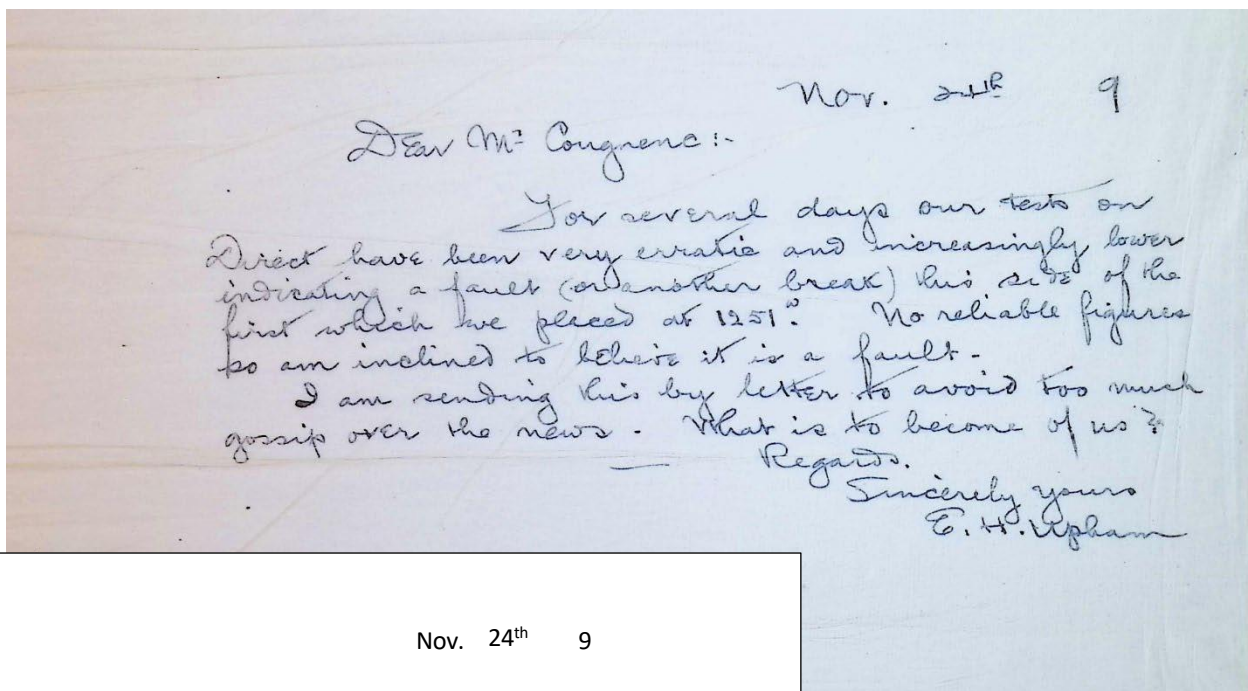 Nov. 24th 9
Dear Mr Congreve:-
For several days our tests on
Direct have been very erratic and increasingly lower
indicating a fault (or another break) this side of the
first which we placed at 1251ω. No reliable figures
so am inclined to believe it is a fault -
I am sending this by letter to avoid too much
gossip over the news - What is to become of us?
Regards.
Sincerely yours
E. H. Upham
Nov. 24th 9